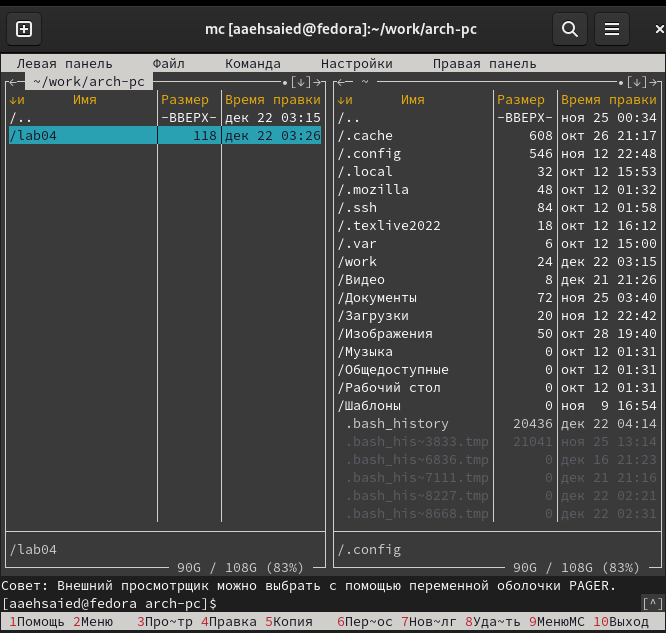 mc [aaehsaied@fedora]:~/work/arch-pc
Левая панель Файл Команда Настройки Правая панель
~/work/arch-pc
.[↓]
↓и Имя Размер Время правки
/.. -ВВЕРХ- дек 22 03:15
/lab04 118 дек 22 03:26
/lab04
90G / 108G (83%)
~
.[↓]
↓и Имя Размер Время правки
/.. -ВВЕРХ- ноя 25 00:34
/.cache 608 окт 26 21:17
/.config 546 ноя 12 22:48
/.local 32 окт 12 15:53
/.mozilla 48 окт 12 01:32
/.ssh 84 окт 12 01:58
/.texlive2022 18 окт 12 16:12
/.var 6 окт 12 15:00
/work 24 дек 22 03:15
/Видео 8 дек 21 21:26
/Документы 72 ноя 25 03:40
/Загрузки 20 ноя 12 22:42
/Изображения 50 окт 28 19:40
/Музыка 0 окт 12 01:31
/Общедоступные 0 окт 12 01:31
/Рабочий стол 0 окт 12 01:31
/Шаблоны 0 ноя 9 16:54
.bash_history 20436 дек 22 04:14
.bash_his~3833.tmp 21041 ноя 25 13:14
.bash_his~6836.tmp 0 дек 16 21:23
.bash_his~7111.tmp 0 дек 21 21:16
.bash_his~8227.tmp 0 дек 22 02:21
.bash_his~8668.tmp 0 дек 22 02:31
/.config
90G / 108G (83%)
Совет: Внешний просмотрщик можно выбрать с помощью переменной оболочки PAGER.
[aaehsaied@fedora arch-pc]$ [^]
1Помощь 2Меню 3Про~тр 4Правка 5Копия 6Пер~ос 7Нов~лг 8Уда~ть 9МенюMC 10Выход